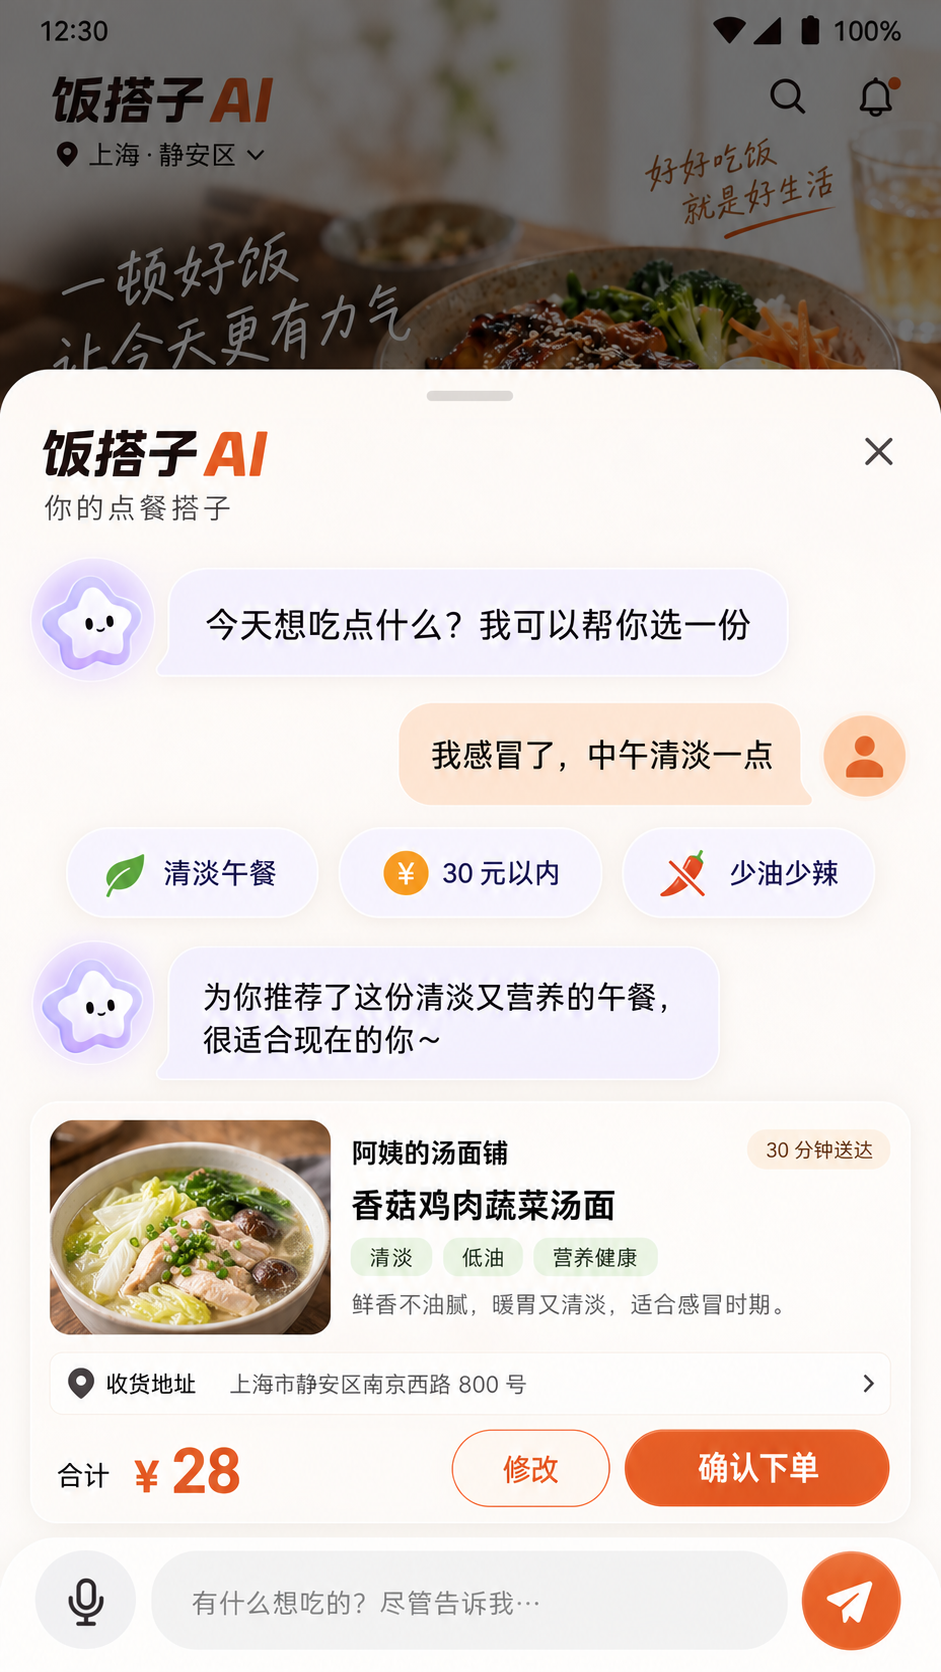 12:30
100%
饭搭子 AI
上海 · 静安区
好好吃饭
就是好生活
一顿好饭
让今天更有力气
饭搭子 AI
你的点餐搭子
今天想吃点什么？我可以帮你选一份
我感冒了，中午清淡一点
清淡午餐
¥ 30 元以内
少油少辣
为你推荐了这份清淡又营养的午餐，
很适合现在的你～
阿姨的汤面铺
30 分钟送达
香菇鸡肉蔬菜汤面
清淡 低油 营养健康
鲜香不油腻，暖胃又清淡，适合感冒时期。
收货地址 上海市静安区南京西路 800 号
合计 ¥ 28 修改 确认下单
有什么想吃的？尽管告诉我…